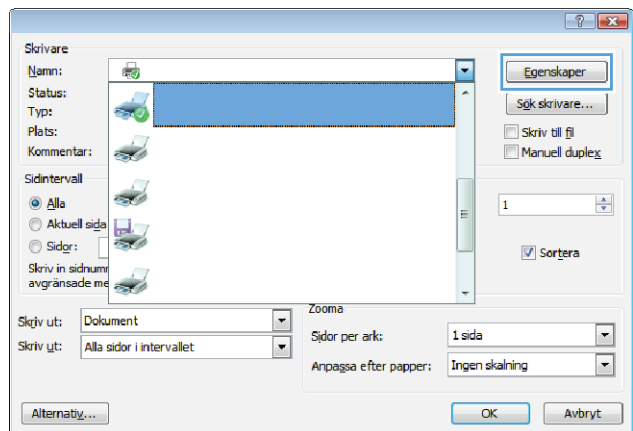 Skrivare
Namn:
Egenskaper
Status:
Sök skrivare...
Typ:
Plats:
Skriv till fil
Kommentar:
Manuell duplex
Sidintervall
Alla
1
Aktuell sida
Sidor:
Sortera
Skriv in sidnumr
avgränsade me
Zooma
Skriv ut: Dokument
Sidor per ark: 1 sida
Skriv ut: Alla sidor i intervallet
Anpassa efter papper: Ingen skalning
Alternativ...
OK
Avbryt